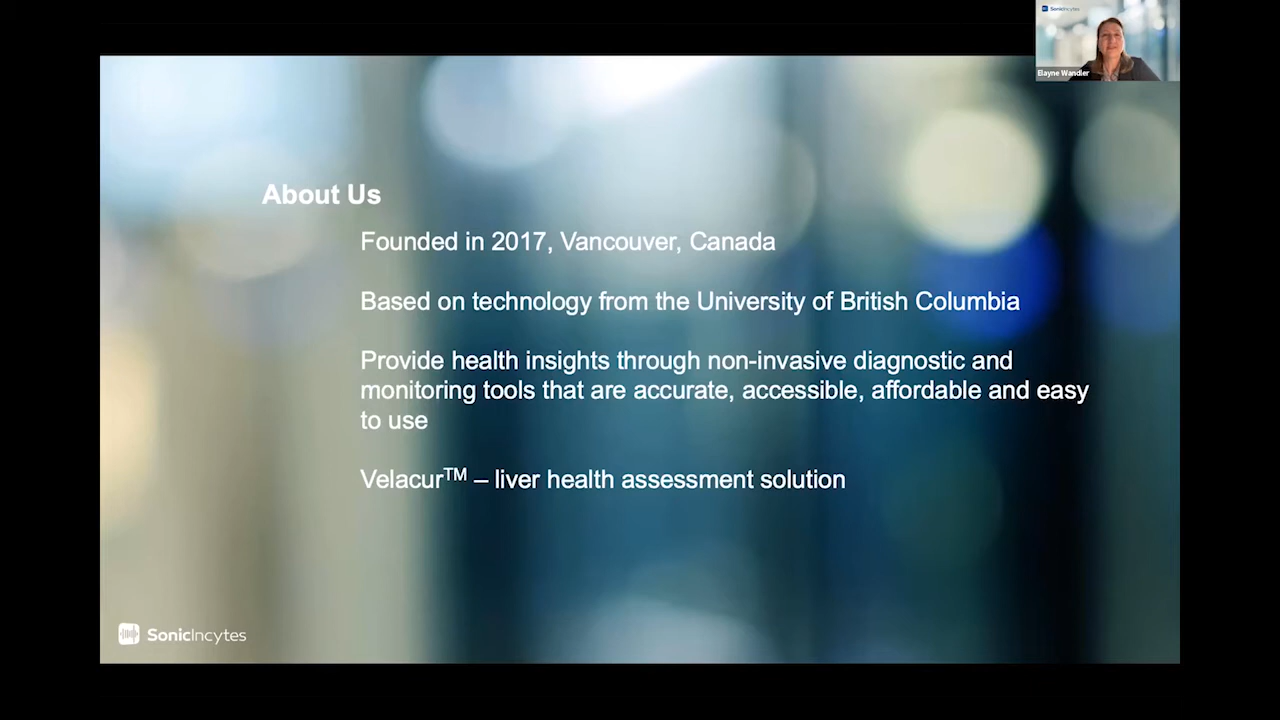 SonicIncytes
Elayne Wandler
About Us
Founded in 2017, Vancouver, Canada
Based on technology from the University of British Columbia
Provide health insights through non-invasive diagnostic and
monitoring tools that are accurate, accessible, affordable and easy
to use
Velacur™ – liver health assessment solution
SonicIncytes